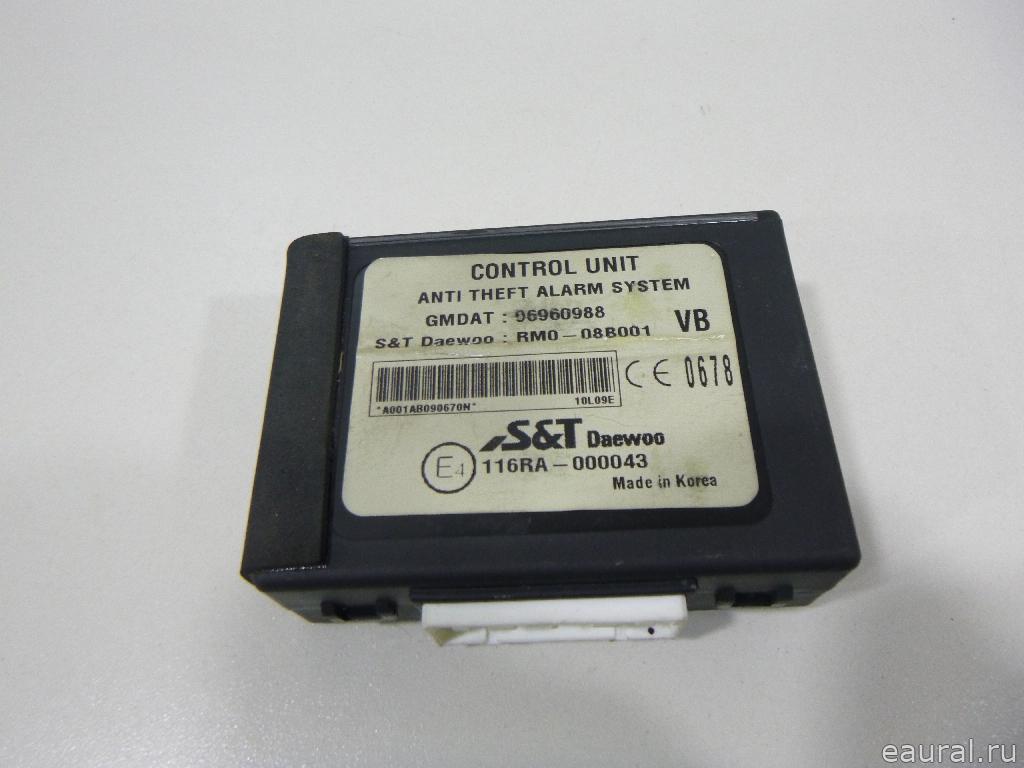 CONTROL UNIT
ANTI THEFT ALARM SYSTEM
GMDAT : 96960988
S&T Daewoo : RM0-08B001 VB
*A001AB090670N* 10L09E
CE 0678
S&T Daewoo
E4 116RA-000043
Made in Korea
eaural.ru